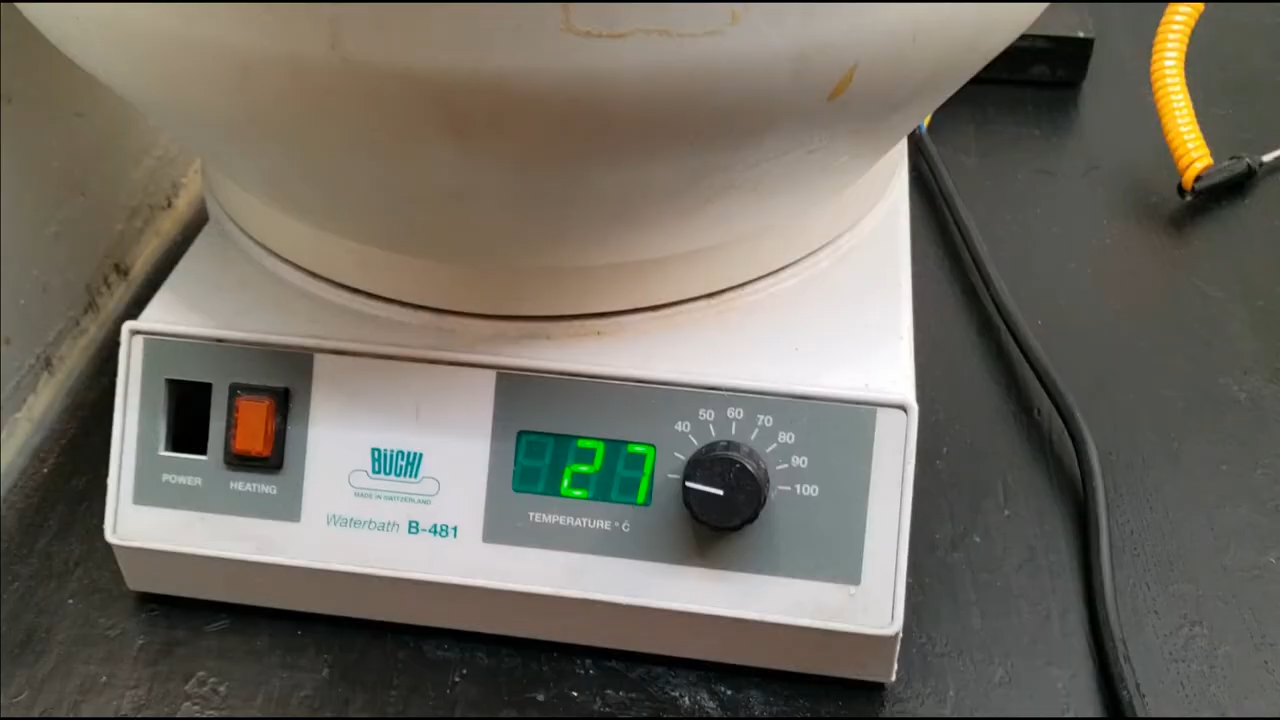 POWER
HEATING
BÜCHI
MADE IN SWITZERLAND
Waterbath B-481
27
TEMPERATURE ° C
40
50
60
70
80
90
100